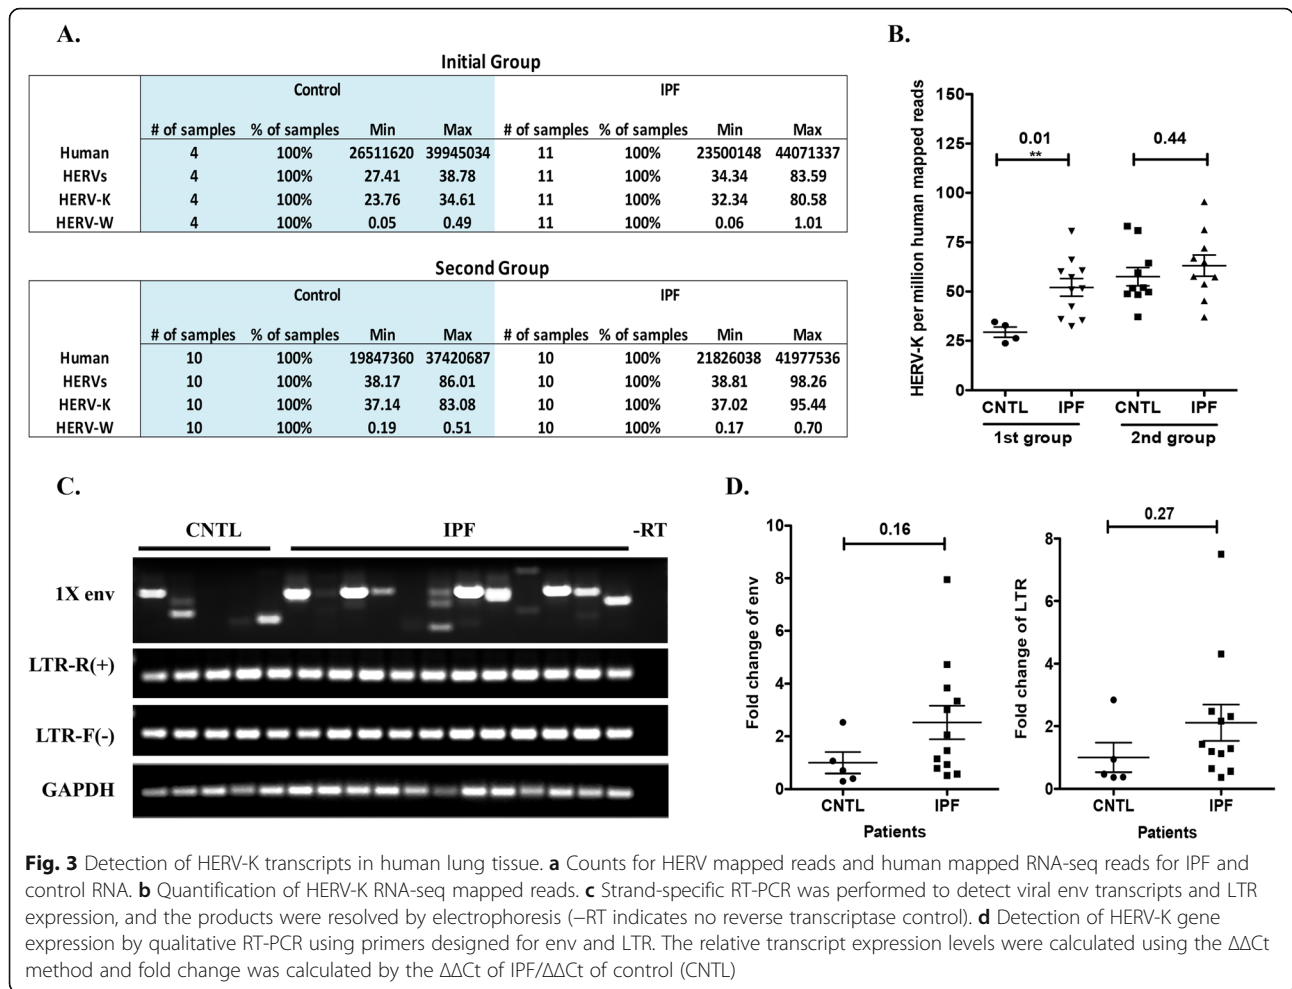 A.
Initial Group
Control IPF
# of samples % of samples Min Max # of samples % of samples Min Max
Human 4 100% 26511620 39945034 11 100% 23500148 44071337
HERVs 4 100% 27.41 38.78 11 100% 34.34 83.59
HERV-K 4 100% 23.76 34.61 11 100% 32.34 80.58
HERV-W 4 100% 0.05 0.49 11 100% 0.06 1.01
Second Group
Control IPF
# of samples % of samples Min Max # of samples % of samples Min Max
Human 10 100% 19847360 37420687 10 100% 21826038 41977536
HERVs 10 100% 38.17 86.01 10 100% 38.81 98.26
HERV-K 10 100% 37.14 83.08 10 100% 37.02 95.44
HERV-W 10 100% 0.19 0.51 10 100% 0.17 0.70
B.
HERV-K per million human mapped reads
150
125
100
75
50
25
0
0.01
**
0.44
CNTL IPF CNTL IPF
1st group 2nd group
C.
CNTL IPF -RT
1X env
LTR-R(+)
LTR-F(-)
GAPDH
D.
Fold change of env
10
8
6
4
2
0
0.16
CNTL IPF
Patients
Fold change of LTR
8
6
4
2
0
0.27
CNTL IPF
Patients
Fig. 3 Detection of HERV-K transcripts in human lung tissue. a Counts for HERV mapped reads and human mapped RNA-seq reads for IPF and
control RNA. b Quantification of HERV-K RNA-seq mapped reads. c Strand-specific RT-PCR was performed to detect viral env transcripts and LTR
expression, and the products were resolved by electrophoresis (−RT indicates no reverse transcriptase control). d Detection of HERV-K gene
expression by qualitative RT-PCR using primers designed for env and LTR. The relative transcript expression levels were calculated using the ΔΔCt
method and fold change was calculated by the ΔΔCt of IPF/ΔΔCt of control (CNTL)